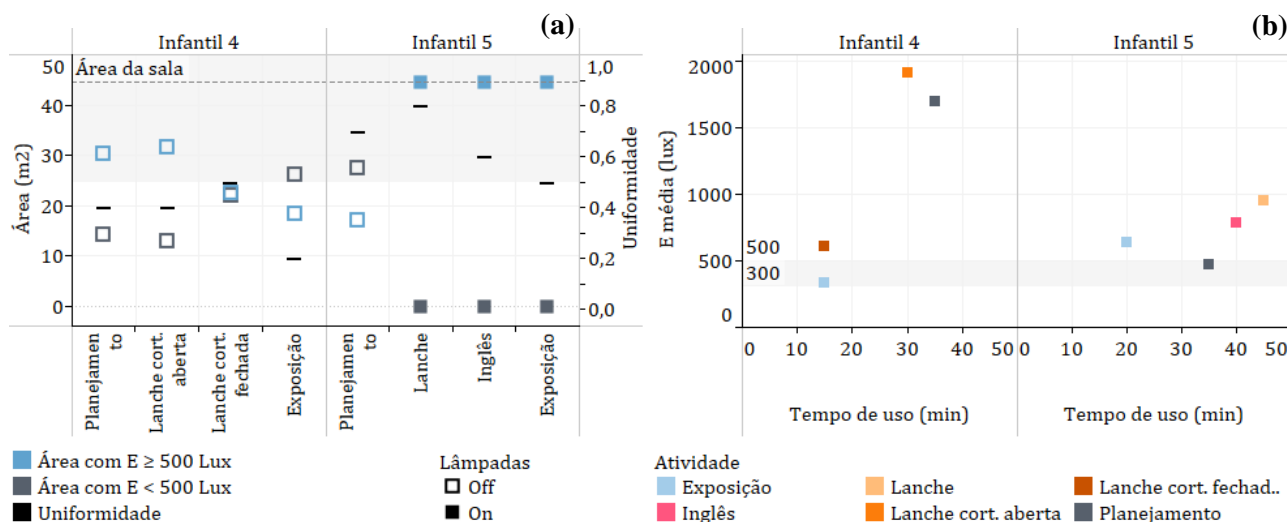 (a)
Infantil 4 Infantil 5
Área da sala
50
40
30
20
10
0
Área (m2)
1,0
0,8
0,6
0,4
0,2
0,0
Uniformidade
Planejamen
to
Lanche cort.
aberta
Lanche cort.
fechada
Exposição
Planejamen
to
Lanche
Inglês
Exposição
Área com E ≥ 500 Lux
Área com E < 500 Lux
Uniformidade
Lâmpadas
Off
On
(b)
Infantil 4 Infantil 5
2000
1500
1000
500
0
500
300
E média (lux)
0 10 20 30 40 50 0 10 20 30 40 50
Tempo de uso (min) Tempo de uso (min)
Atividade
Exposição Lanche Lanche cort. fechad..
Inglês Lanche cort. aberta Planejamento